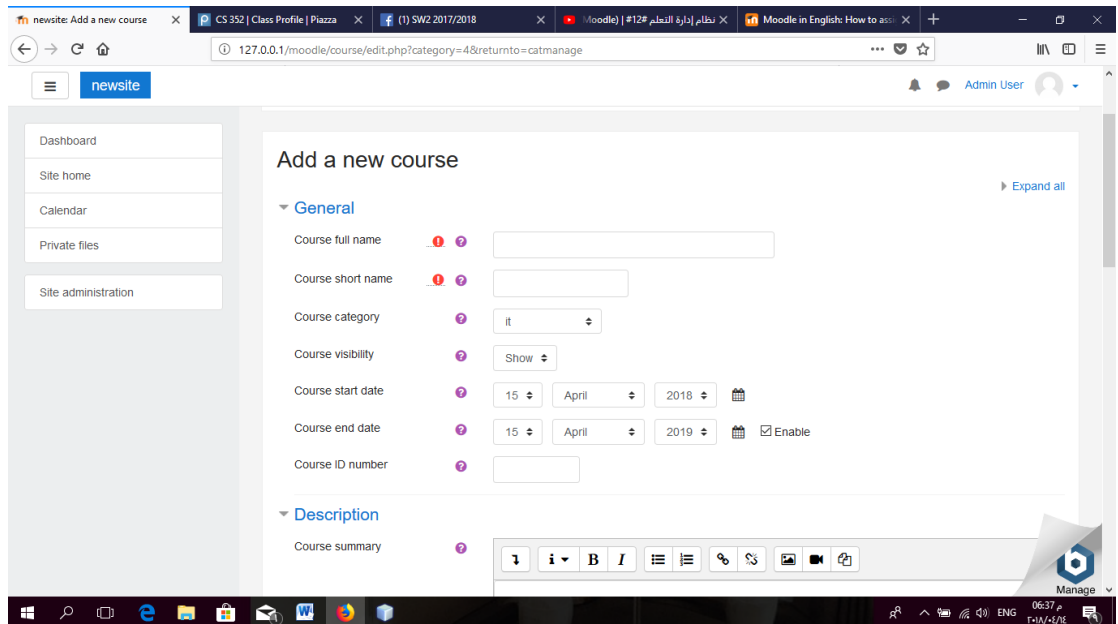 newsite: Add a new course
CS 352 | Class Profile | Piazza
(1) SW2 2017/2018
نظام إدارة التعلم #12# | (Moodle
Moodle in English: How to assi
127.0.0.1/moodle/course/edit.php?category=4&returnto=catmanage
newsite
Admin User
Dashboard
Site home
Calendar
Private files
Site administration
Add a new course
Expand all
General
Course full name
Course short name
Course category
it
Course visibility
Show
Course start date
15 April 2018
Course end date
15 April 2019 Enable
Course ID number
Description
Course summary
i B I
Manage
ENG
06:37 م
٢٠١٨/٠٤/١٤